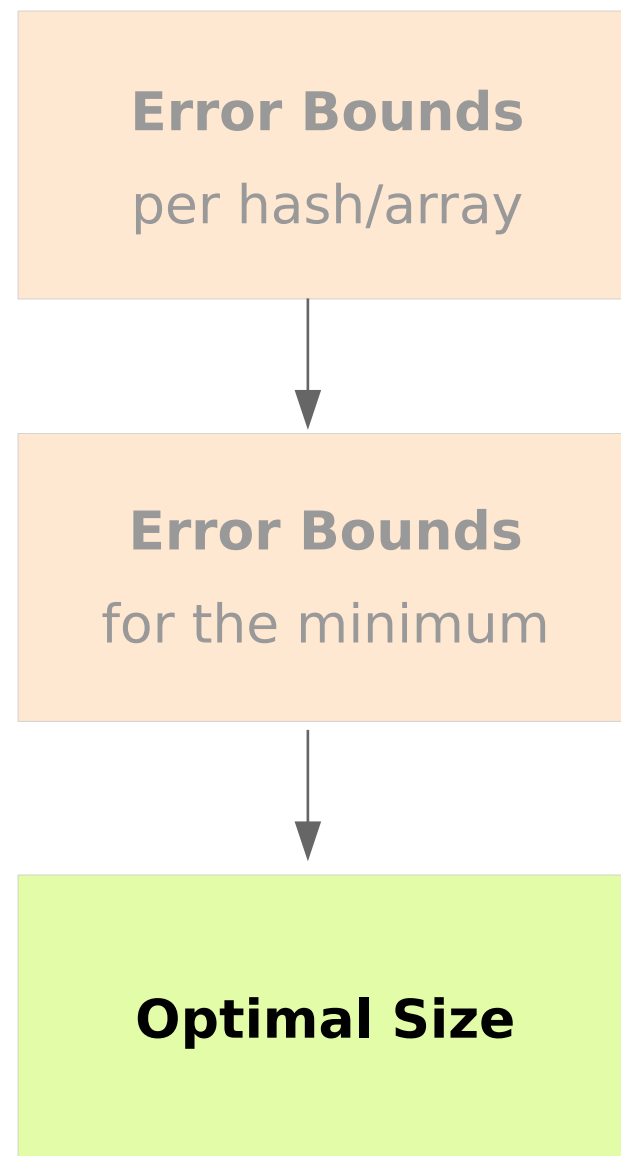 Error Bounds
per hash/array
Error Bounds
for the minimum
Optimal Size